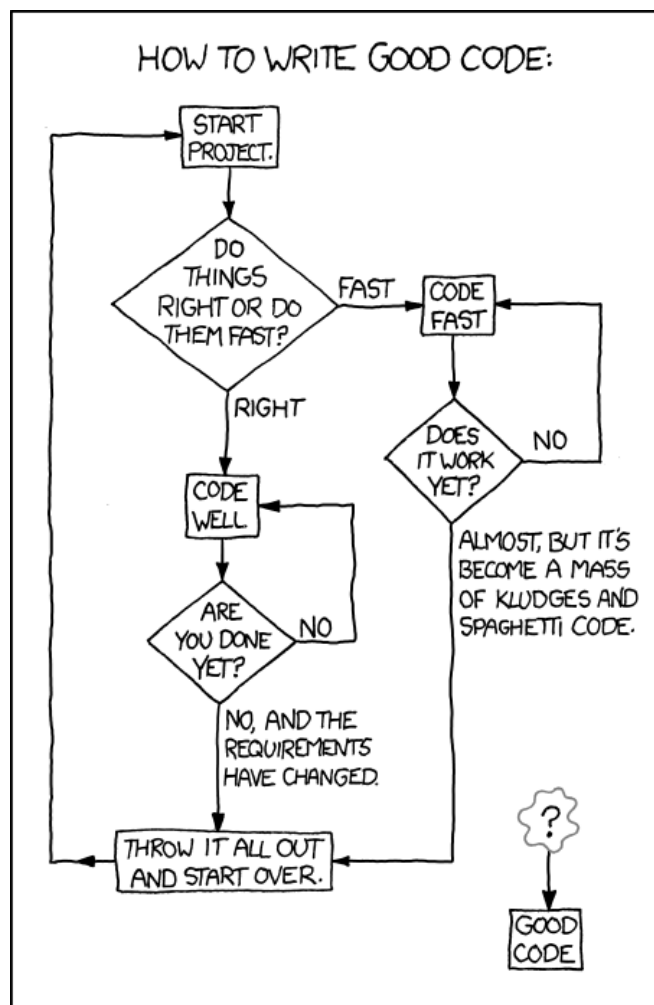 HOW TO WRITE GOOD CODE:
START
PROJECT.
DO
THINGS
RIGHT OR DO
THEM FAST?
FAST
CODE
FAST
RIGHT
DOES
IT WORK
YET?
NO
CODE
WELL
ALMOST, BUT IT'S
BECOME A MASS
OF KLUDGES AND
SPAGHETTI CODE.
ARE
YOU DONE
YET?
NO
NO, AND THE
REQUIREMENTS
HAVE CHANGED.
THROW IT ALL OUT
AND START OVER.
?
GOOD
CODE